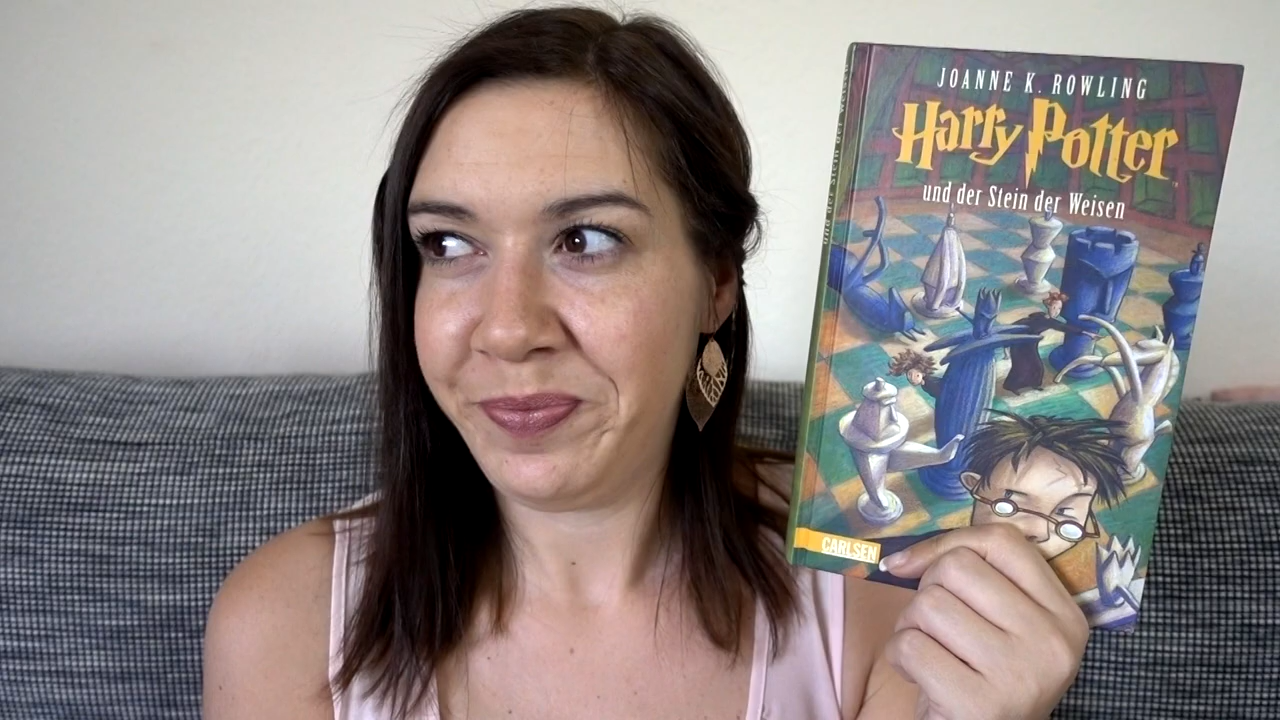 JOANNE K. ROWLING
Harry Potter
und der Stein der Weisen
CARLSEN